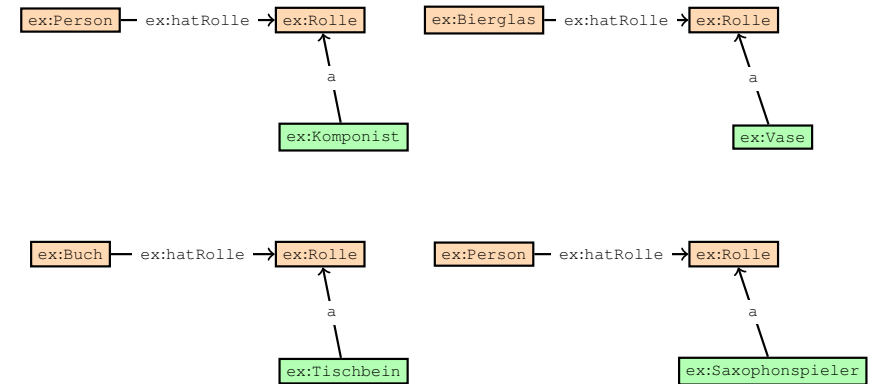 ex:Person ex:hatRolle ex:Rolle
a
ex:Komponist
ex:Bierglas ex:hatRolle ex:Rolle
a
ex:Vase
ex:Buch ex:hatRolle ex:Rolle
a
ex:Tischbein
ex:Person ex:hatRolle ex:Rolle
a
ex:Saxophonspieler